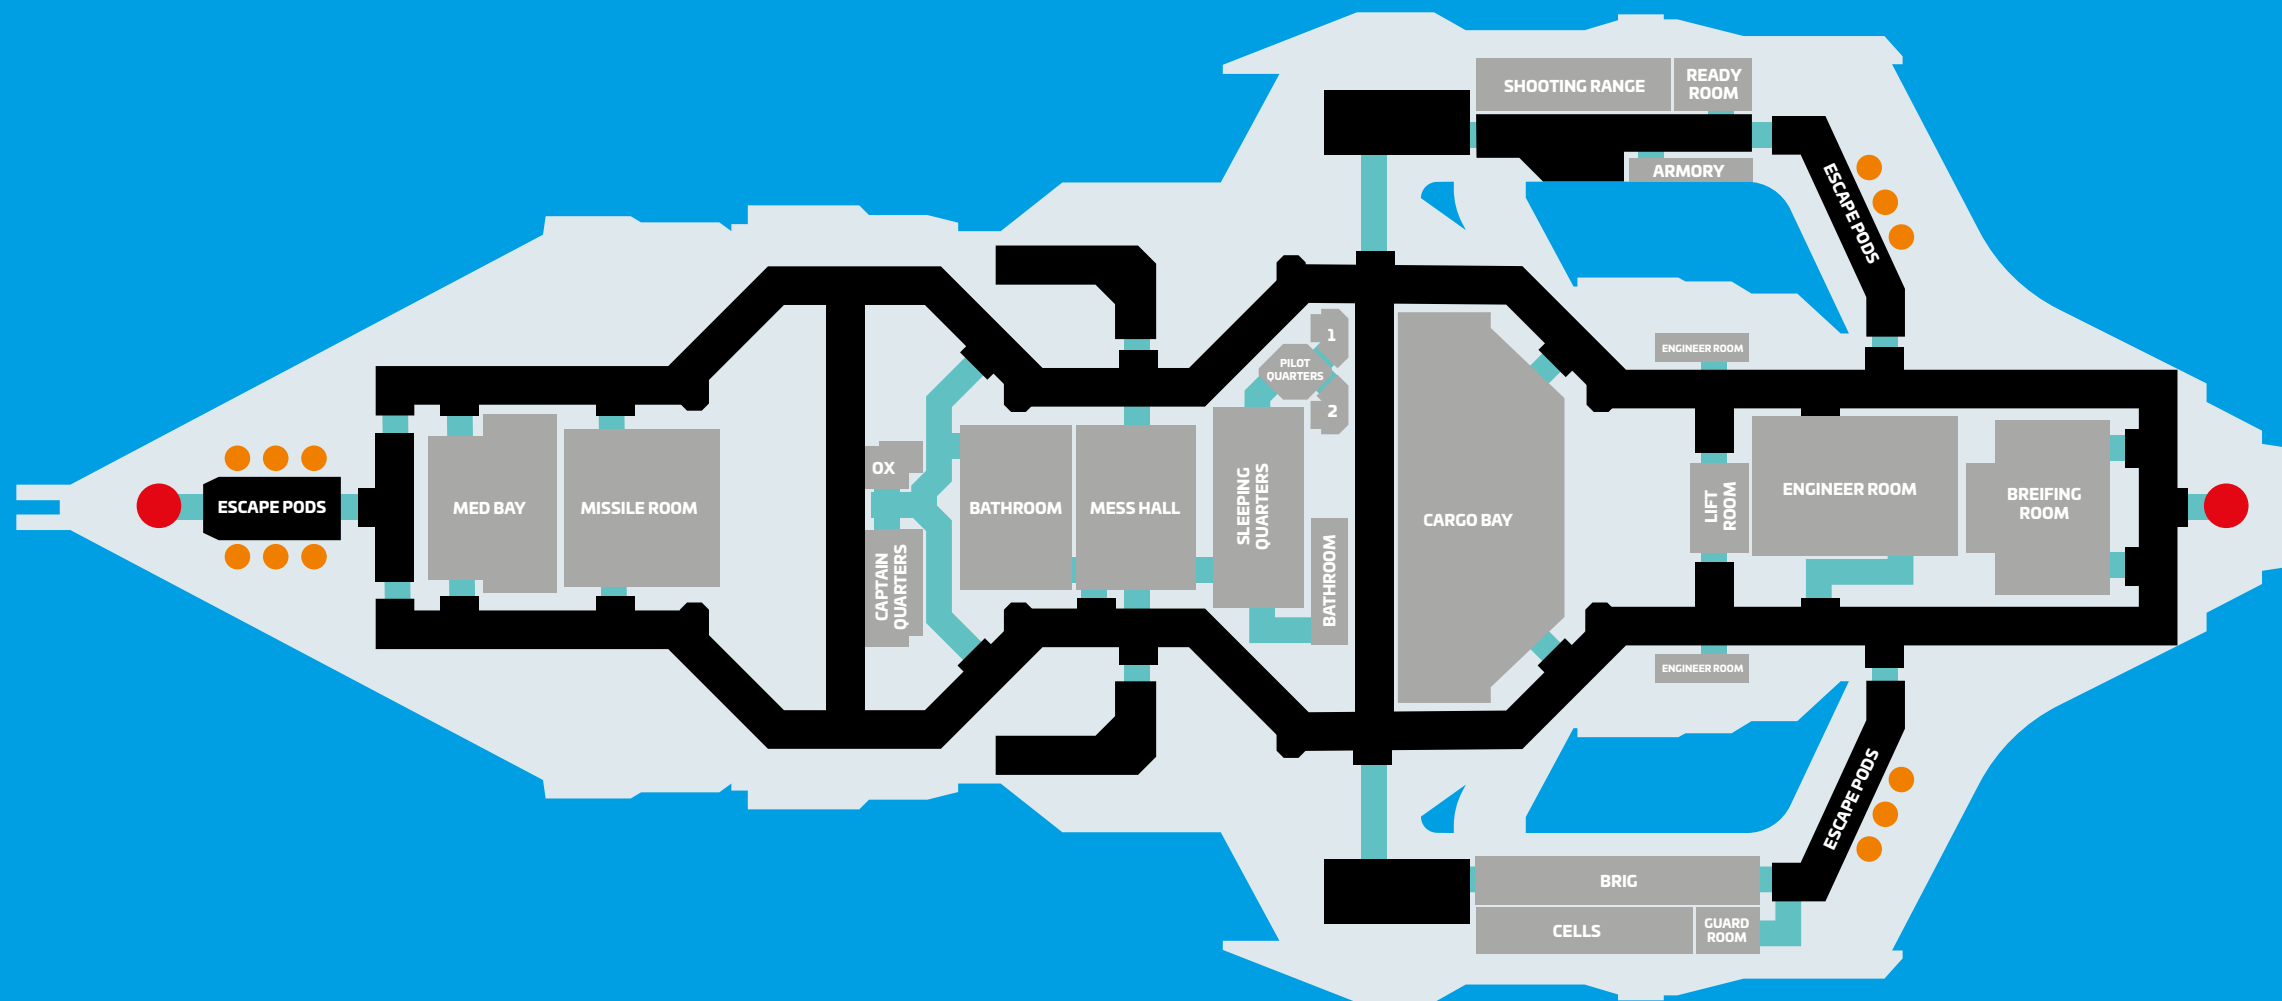 SHOOTING RANGE
READY
ROOM
ARMORY
ESCAPE PODS
1
PILOT
QUARTERS
2
ENGINEER ROOM
OX
CAPTAIN
QUARTERS
ESCAPE PODS
MED BAY
MISSILE ROOM
BATHROOM
MESS HALL
SLEEPING
QUARTERS
BATHROOM
CARGO BAY
LIFT
ROOM
ENGINEER ROOM
BREIFING
ROOM
ENGINEER ROOM
ESCAPE PODS
BRIG
CELLS
GUARD
ROOM